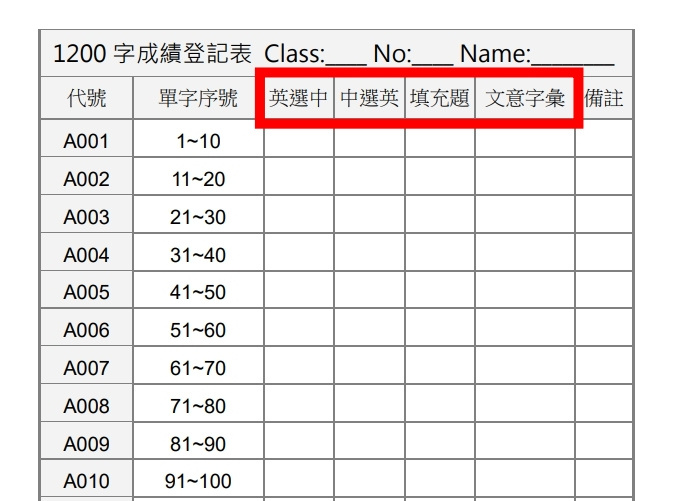 1200 字成績登記表 Class:____ No:____ Name:________
代號 單字序號 英選中 中選英 填充題 文意字彙 備註
A001 1~10
A002 11~20
A003 21~30
A004 31~40
A005 41~50
A006 51~60
A007 61~70
A008 71~80
A009 81~90
A010 91~100